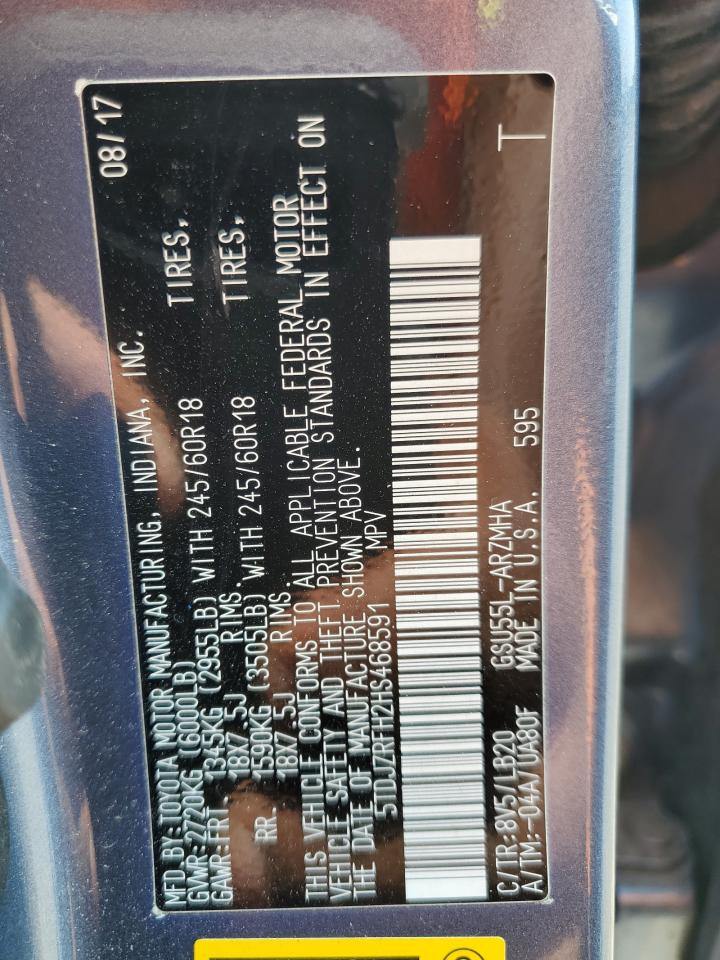 MFD.BY:TOYOTA MOTOR MANUFACTURING, INDIANA, INC. 08/17
GVWR:2720KG (6000LB)
GAWR:FRT 1345KG (2955LB) WITH 245/60R18 TIRES,
18X7.5J RIMS.
RR. 1590KG (3505LB) WITH 245/60R18 TIRES,
18X7.5J RIMS.
THIS VEHICLE CONFORMS TO ALL APPLICABLE FEDERAL MOTOR
VEHICLE SAFETY AND THEFT PREVENTION STANDARDS IN EFFECT ON
THE DATE OF MANUFACTURE SHOWN ABOVE.
5TDJZRFH2HS468591 MPV
C/TR:8V5/LB20 GSU55L-ARZMHA
A/TM:-04A/UA80F MADE IN U.S.A. 595 T